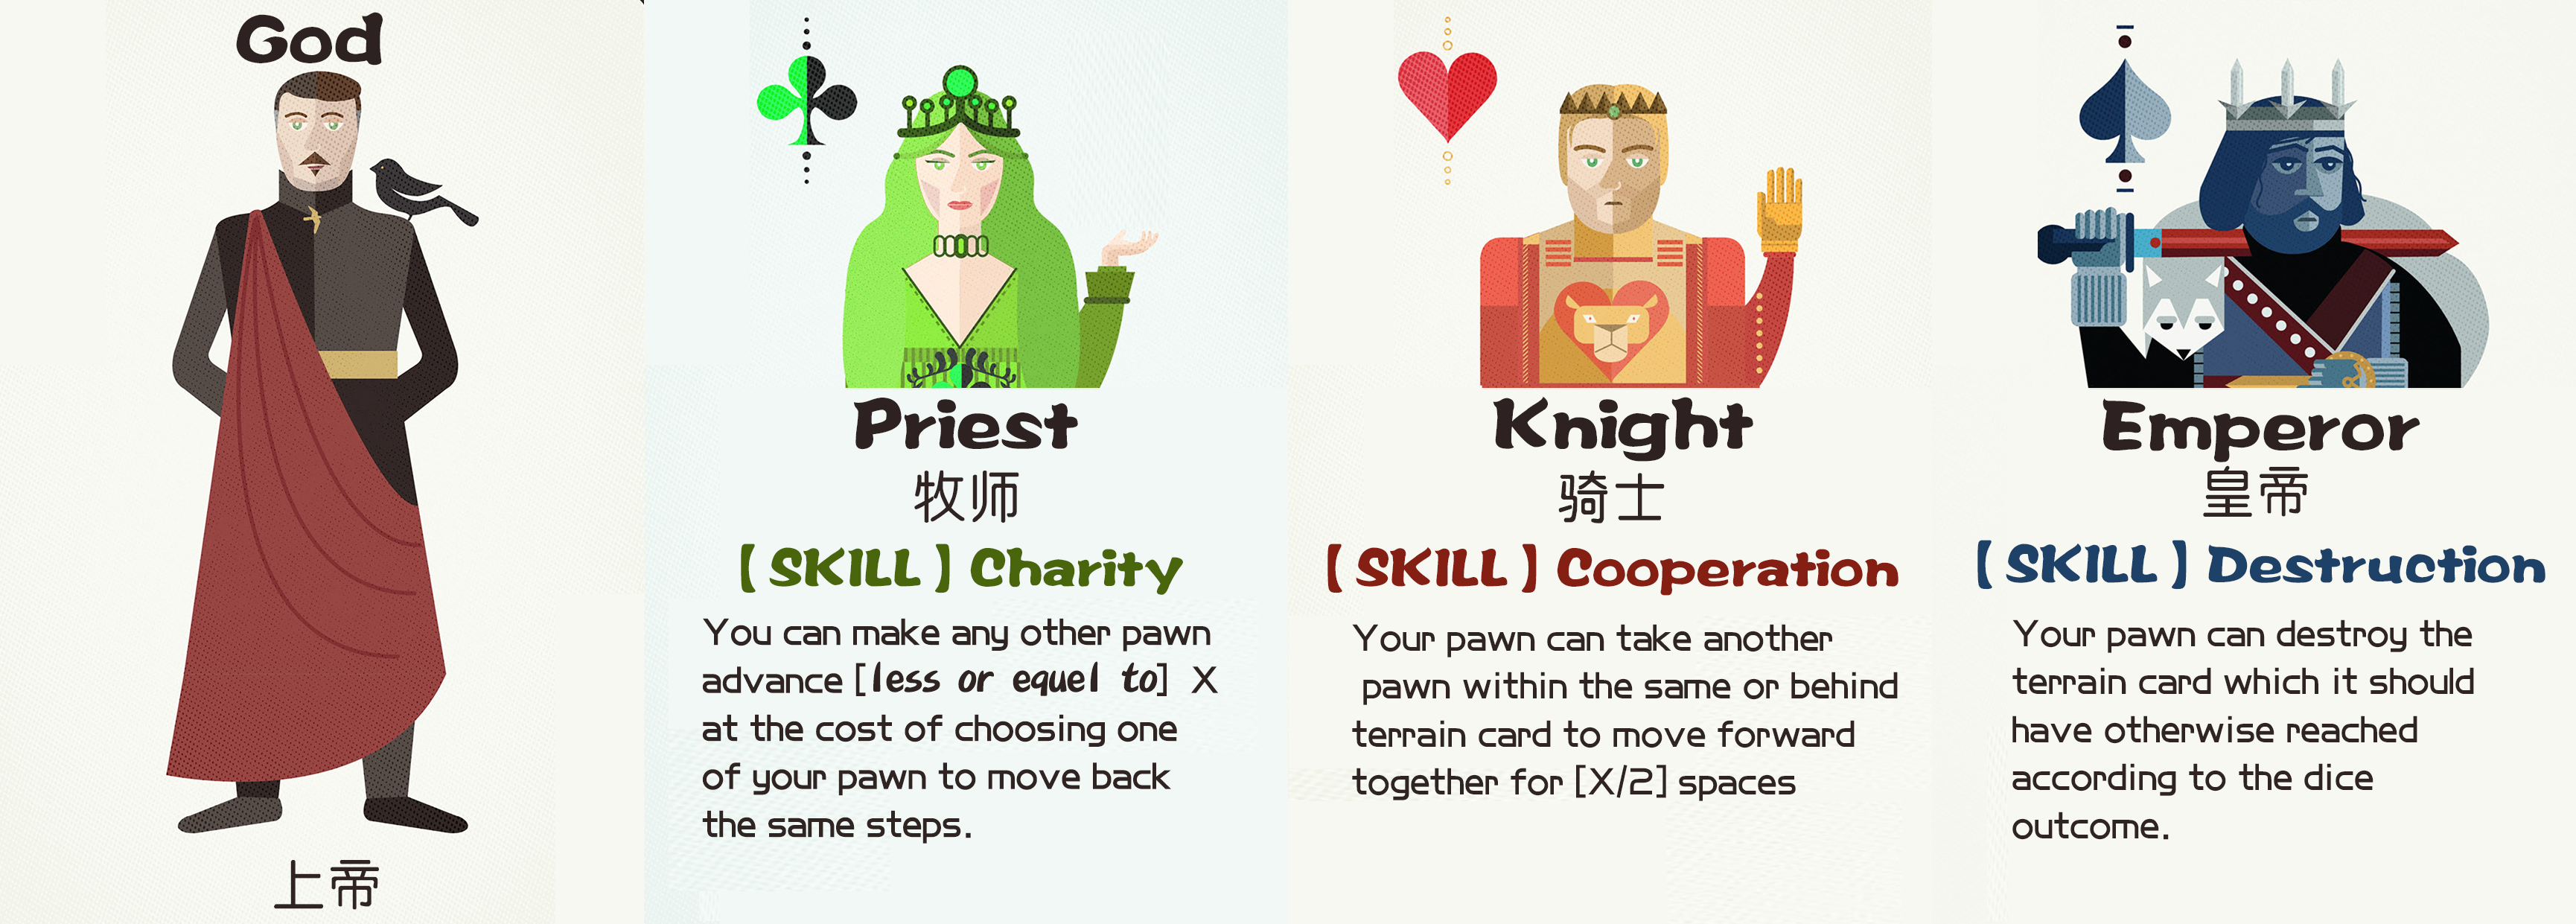 God
上帝
Priest
牧师
【SKILL】Charity
You can make any other pawn
advance [less or equel to] X
at the cost of choosing one
of your pawn to move back
the same steps.
Knight
骑士
【SKILL】Cooperation
Your pawn can take another
pawn within the same or behind
terrain card to move forward
together for [X/2] spaces
Emperor
皇帝
【SKILL】Destruction
Your pawn can destroy the
terrain card which it should
have otherwise reached
according to the dice
outcome.